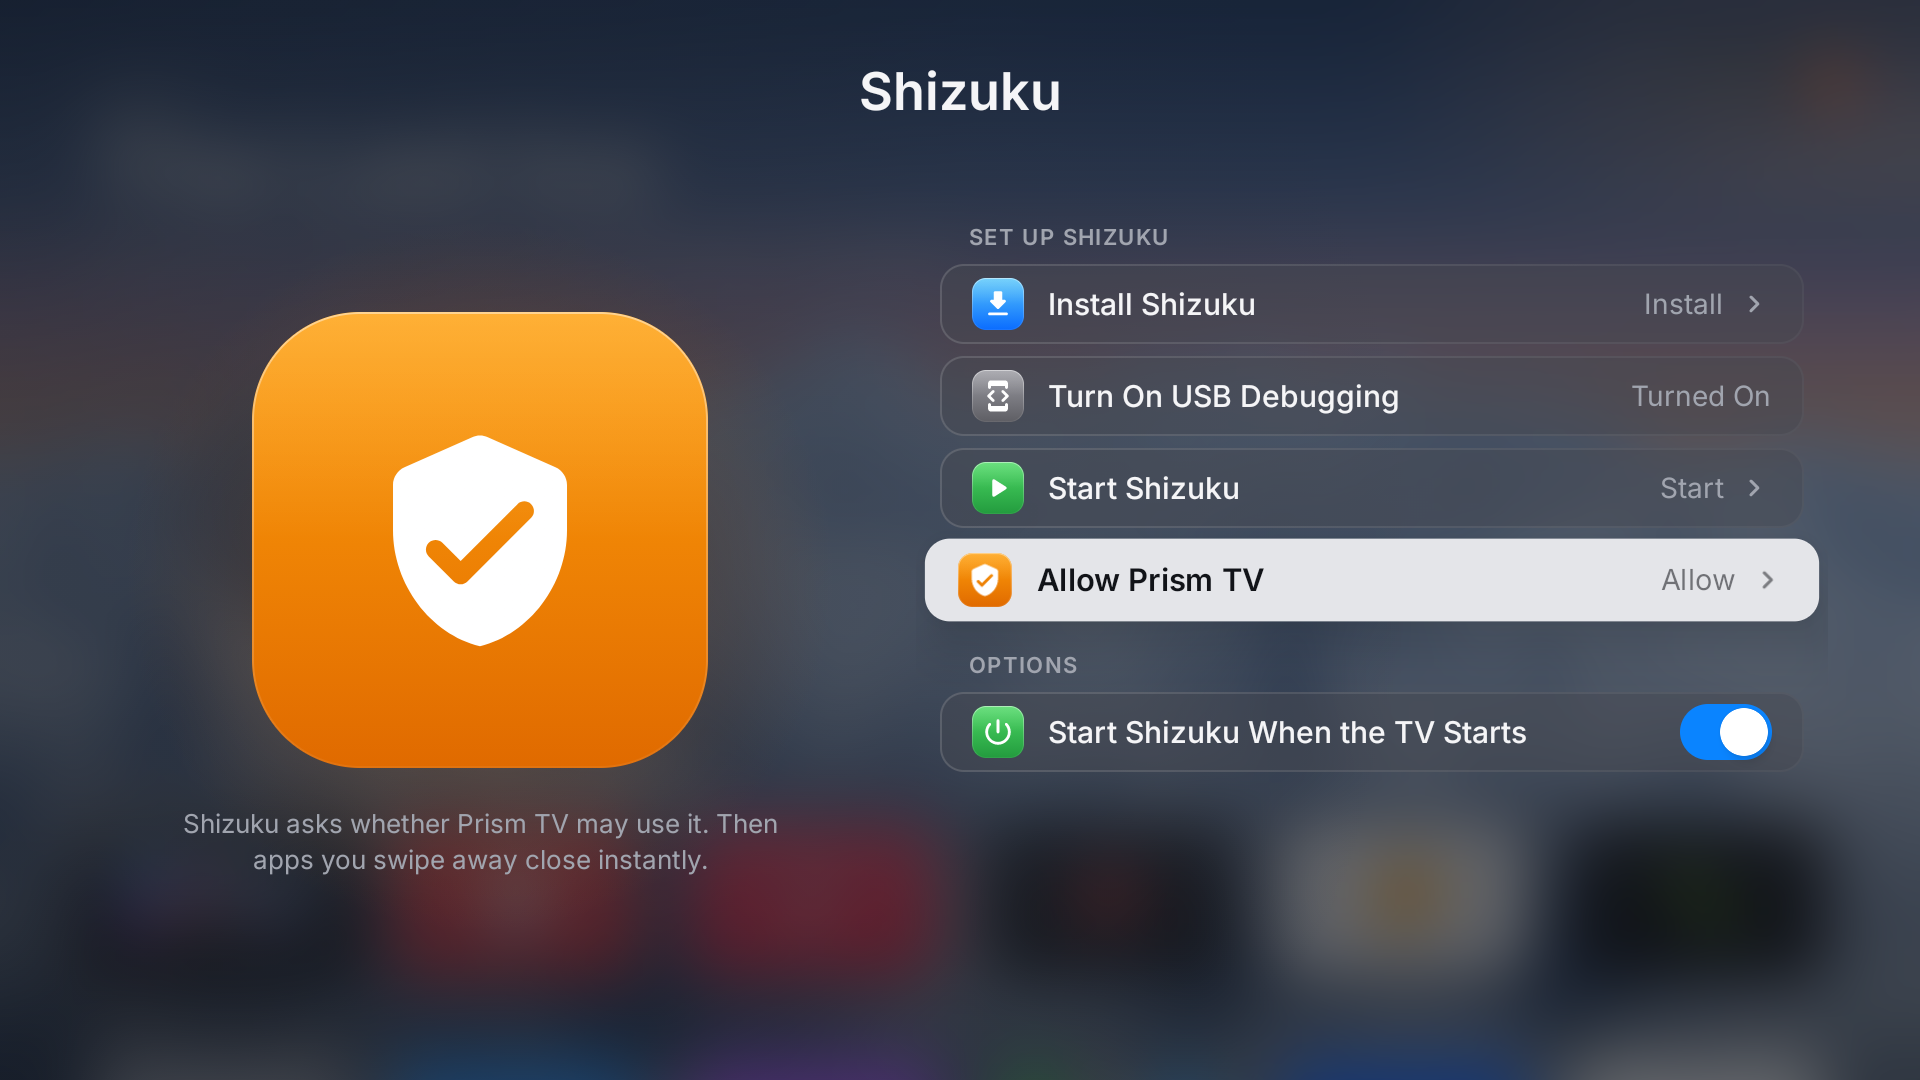 Shizuku
SET UP SHIZUKU
Install Shizuku Install
Turn On USB Debugging Turned On
Start Shizuku Start
Allow Prism TV Allow
OPTIONS
Start Shizuku When the TV Starts
Shizuku asks whether Prism TV may use it. Then
apps you swipe away close instantly.